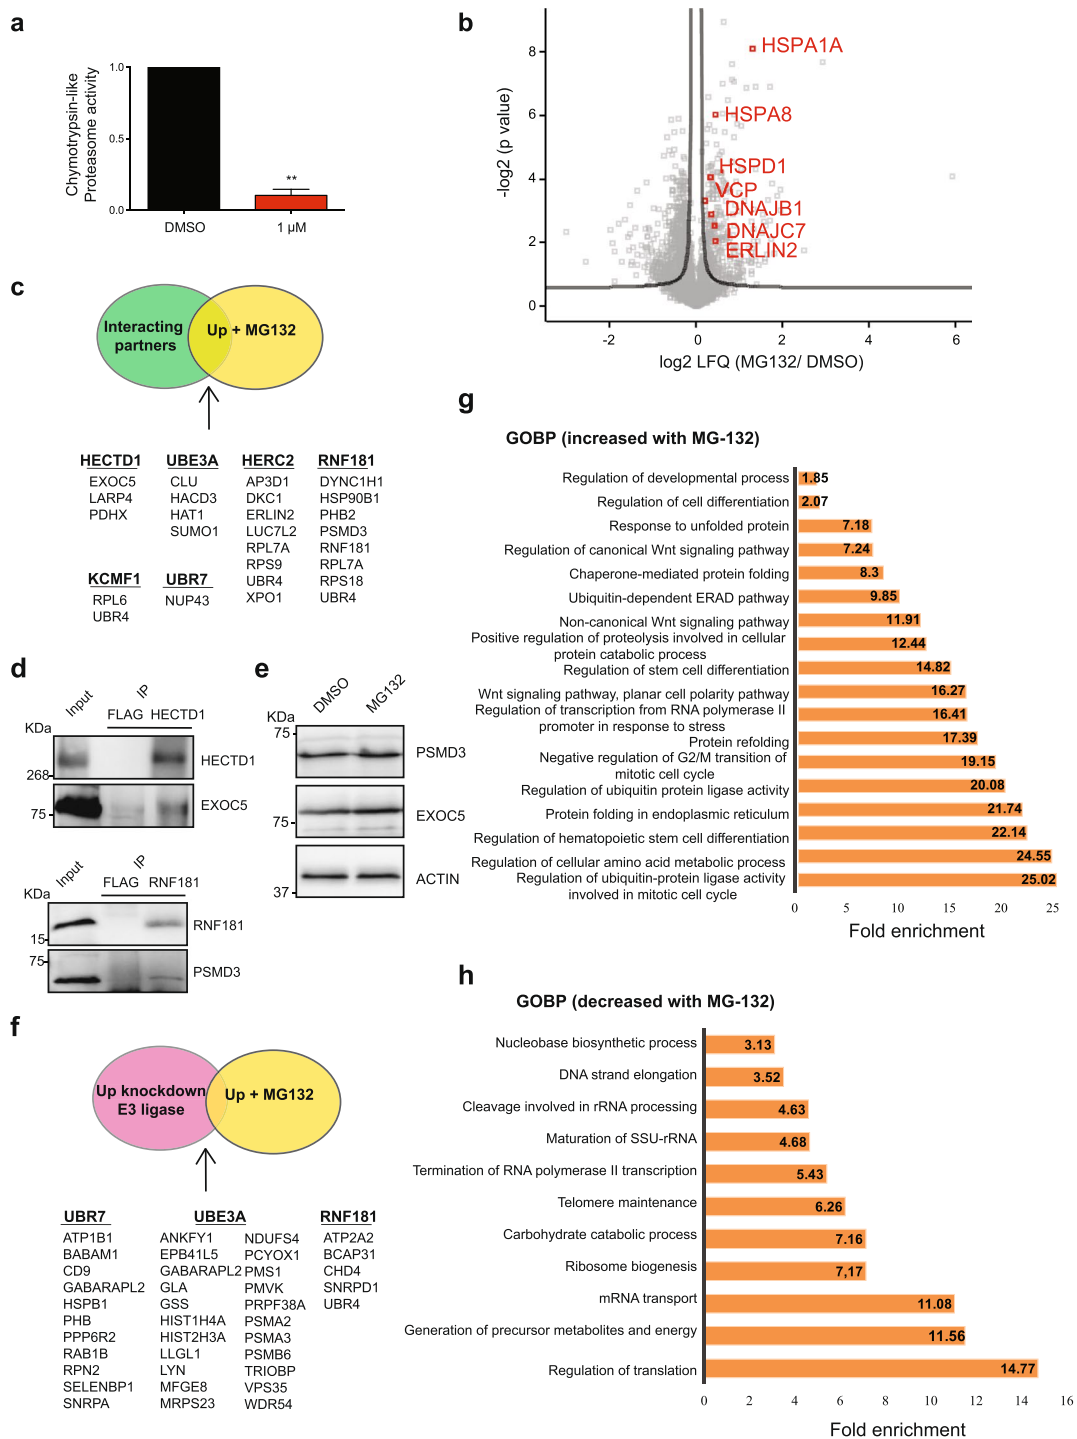 a
Chymotrypsin-like
Proteasome activity
1.0
0.5
0.0
**
DMSO
1 µM
b
-log2 (p value)
8
6
4
2
0
HSPA1A
HSPA8
HSPD1
VCP
DNAJB1
DNAJC7
ERLIN2
-2 0 2 4 6
log2 LFQ (MG132/ DMSO)
c
Interacting
partners
Up + MG132
HECTD1
EXOC5
LARP4
PDHX
UBE3A
CLU
HACD3
HAT1
SUMO1
HERC2
AP3D1
DKC1
ERLIN2
LUC7L2
RPL7A
RPS9
UBR4
XPO1
RNF181
DYNC1H1
HSP90B1
PHB2
PSMD3
RNF181
RPL7A
RPS18
UBR4
KCMF1
RPL6
UBR4
UBR7
NUP43
d
Input
IP
FLAG HECTD1
KDa
268
HECTD1
75
EXOC5
Input
IP
FLAG RNF181
KDa
15
RNF181
75
PSMD3
e
DMSO
MG132
KDa
75
PSMD3
75
EXOC5
37
ACTIN
f
Up knockdown
E3 ligase
Up + MG132
UBR7
ATP1B1
BABAM1
CD9
GABARAPL2
HSPB1
PHB
PPP6R2
RAB1B
RPN2
SELENBP1
SNRPA
UBE3A
ANKFY1
EPB41L5
GABARAPL2
GLA
GSS
HIST1H4A
HIST2H3A
LLGL1
LYN
MFGE8
MRPS23
NDUFS4
PCYOX1
PMS1
PMVK
PRPF38A
PSMA2
PSMA3
PSMB6
TRIOBP
VPS35
WDR54
RNF181
ATP2A2
BCAP31
CHD4
SNRPD1
UBR4
g
GOBP (increased with MG-132)
Regulation of developmental process 1.85
Regulation of cell differentiation 2.07
Response to unfolded protein 7.18
Regulation of canonical Wnt signaling pathway 7.24
Chaperone-mediated protein folding 8.3
Ubiquitin-dependent ERAD pathway 9.85
Non-canonical Wnt signaling pathway 11.91
Positive regulation of proteolysis involved in cellular
protein catabolic process 12.44
Regulation of stem cell differentiation 14.82
Wnt signaling pathway, planar cell polarity pathway 16.27
Regulation of transcription from RNA polymerase II
promoter in response to stress 16.41
Protein refolding 17.39
Negative regulation of G2/M transition of
mitotic cell cycle 19.15
Regulation of ubiquitin protein ligase activity 20.08
Protein folding in endoplasmic reticulum 21.74
Regulation of hematopoietic stem cell differentiation 22.14
Regulation of cellular amino acid metabolic process 24.55
Regulation of ubiquitin-protein ligase activity
involved in mitotic cell cycle 25.02
0 5 10 15 20 25
Fold enrichment
h
GOBP (decreased with MG-132)
Nucleobase biosynthetic process 3.13
DNA strand elongation 3.52
Cleavage involved in rRNA processing 4.63
Maturation of SSU-rRNA 4.68
Termination of RNA polymerase II transcription 5.43
Telomere maintenance 6.26
Carbohydrate catabolic process 7.16
Ribosome biogenesis 7,17
mRNA transport 11.08
Generation of precursor metabolites and energy 11.56
Regulation of translation 14.77
0 2 4 6 8 10 12 14 16
Fold enrichment